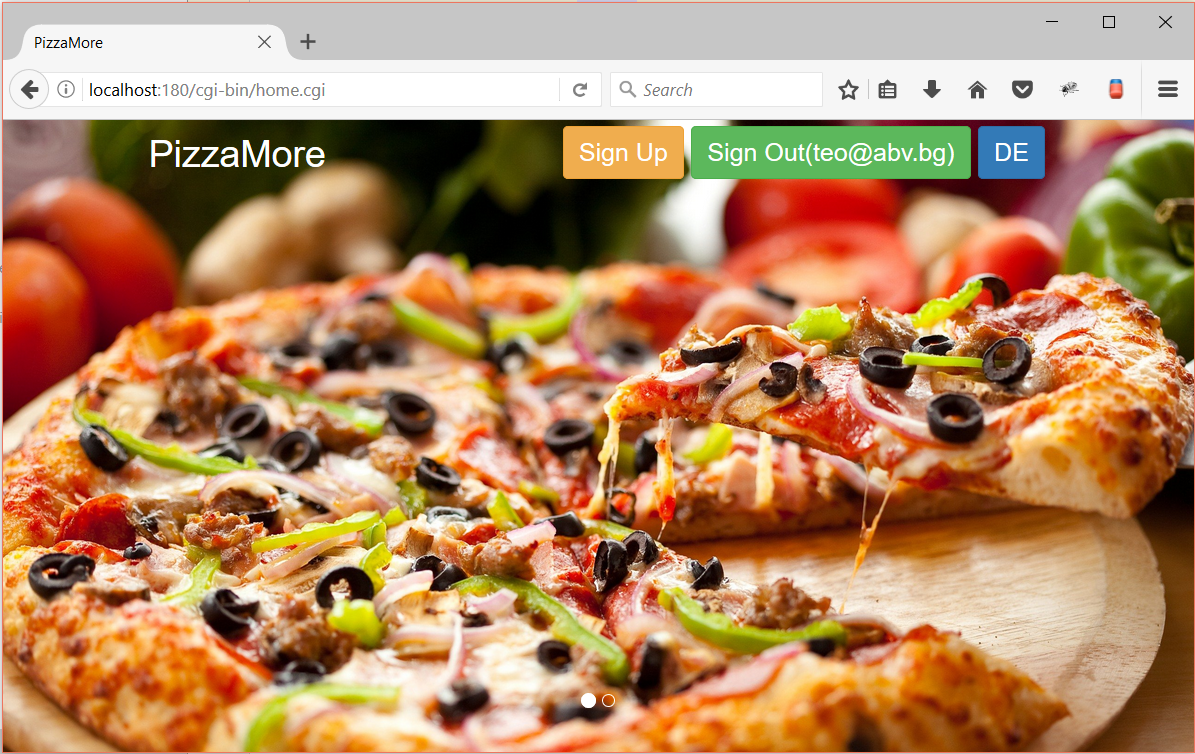 PizzaMore
localhost:180/cgi-bin/home.cgi
Search
PizzaMore
Sign Up
Sign Out(teo@abv.bg)
DE